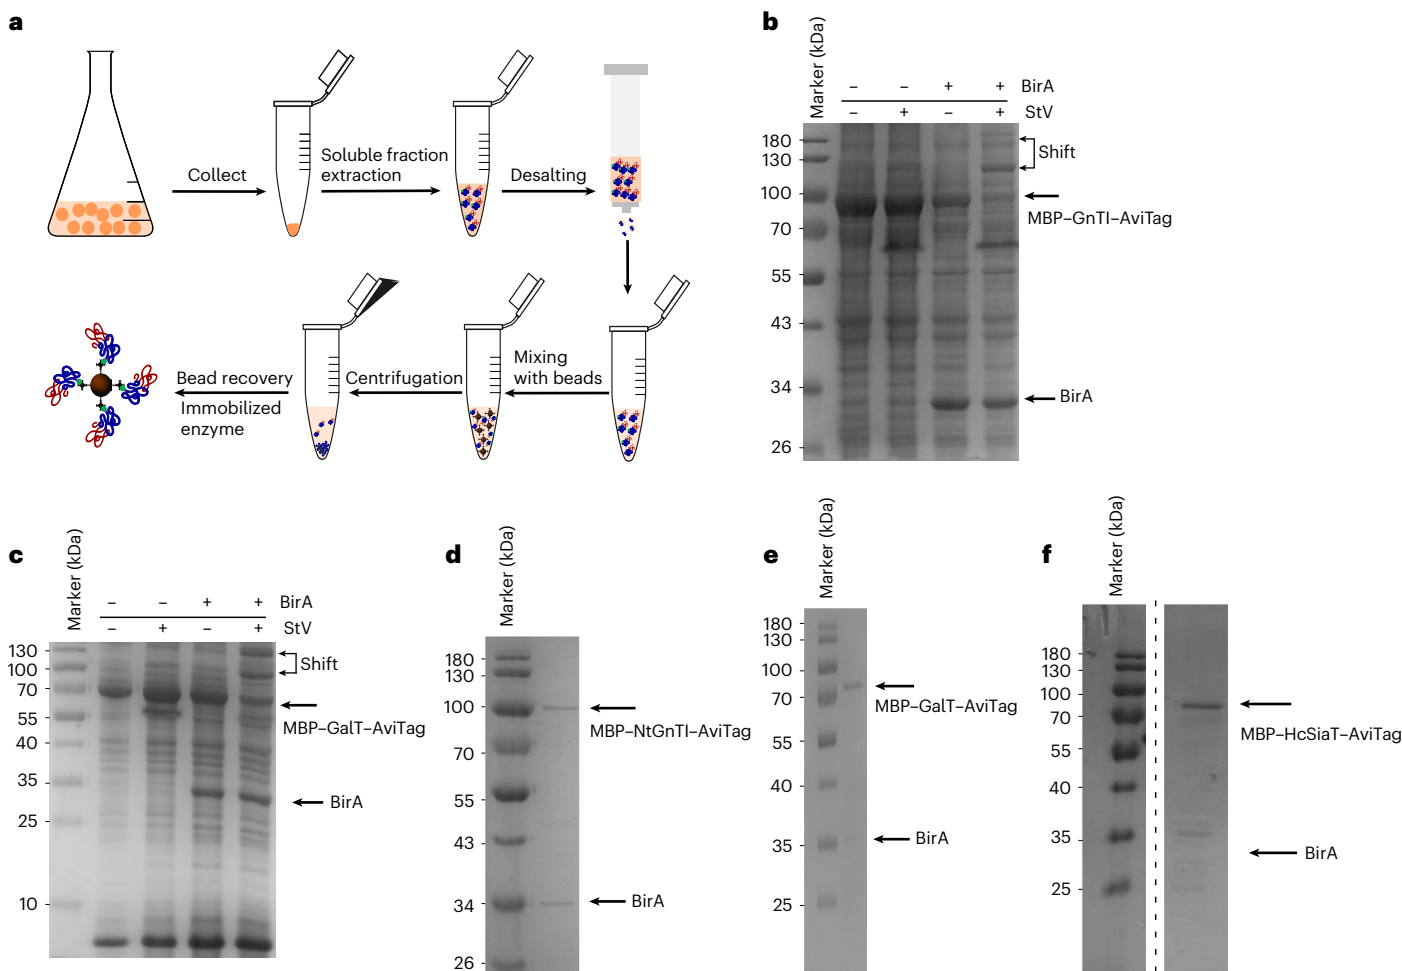 a
Collect
Soluble fraction
extraction
Desalting
Mixing
with beads
Centrifugation
Bead recovery
Immobilized
enzyme
b
Marker (kDa)
– – + + BirA
– + – + StV
180
130
100
70
55
43
34
26
Shift
MBP–GnTI–AviTag
BirA
c
Marker (kDa)
– – + + BirA
– + – + StV
130
100
70
55
40
35
25
10
Shift
MBP–GalT–AviTag
BirA
d
Marker (kDa)
180
130
100
70
55
43
34
26
MBP–NtGnTI–AviTag
BirA
e
Marker (kDa)
180
130
100
70
55
40
35
25
MBP–GalT–AviTag
BirA
f
Marker (kDa)
180
130
100
70
55
40
35
25
MBP–HcSiaT–AviTag
BirA